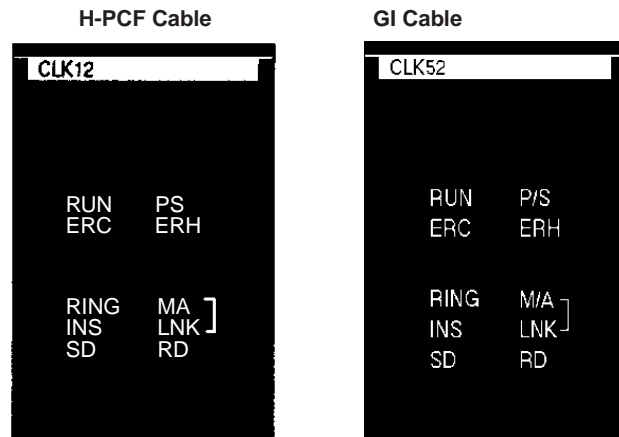 H-PCF Cable
CLK12
RUN PS
ERC ERH
RING MA
INS LNK
SD RD
GI Cable
CLK52
RUN P/S
ERC ERH
RING M/A
INS LNK
SD RD